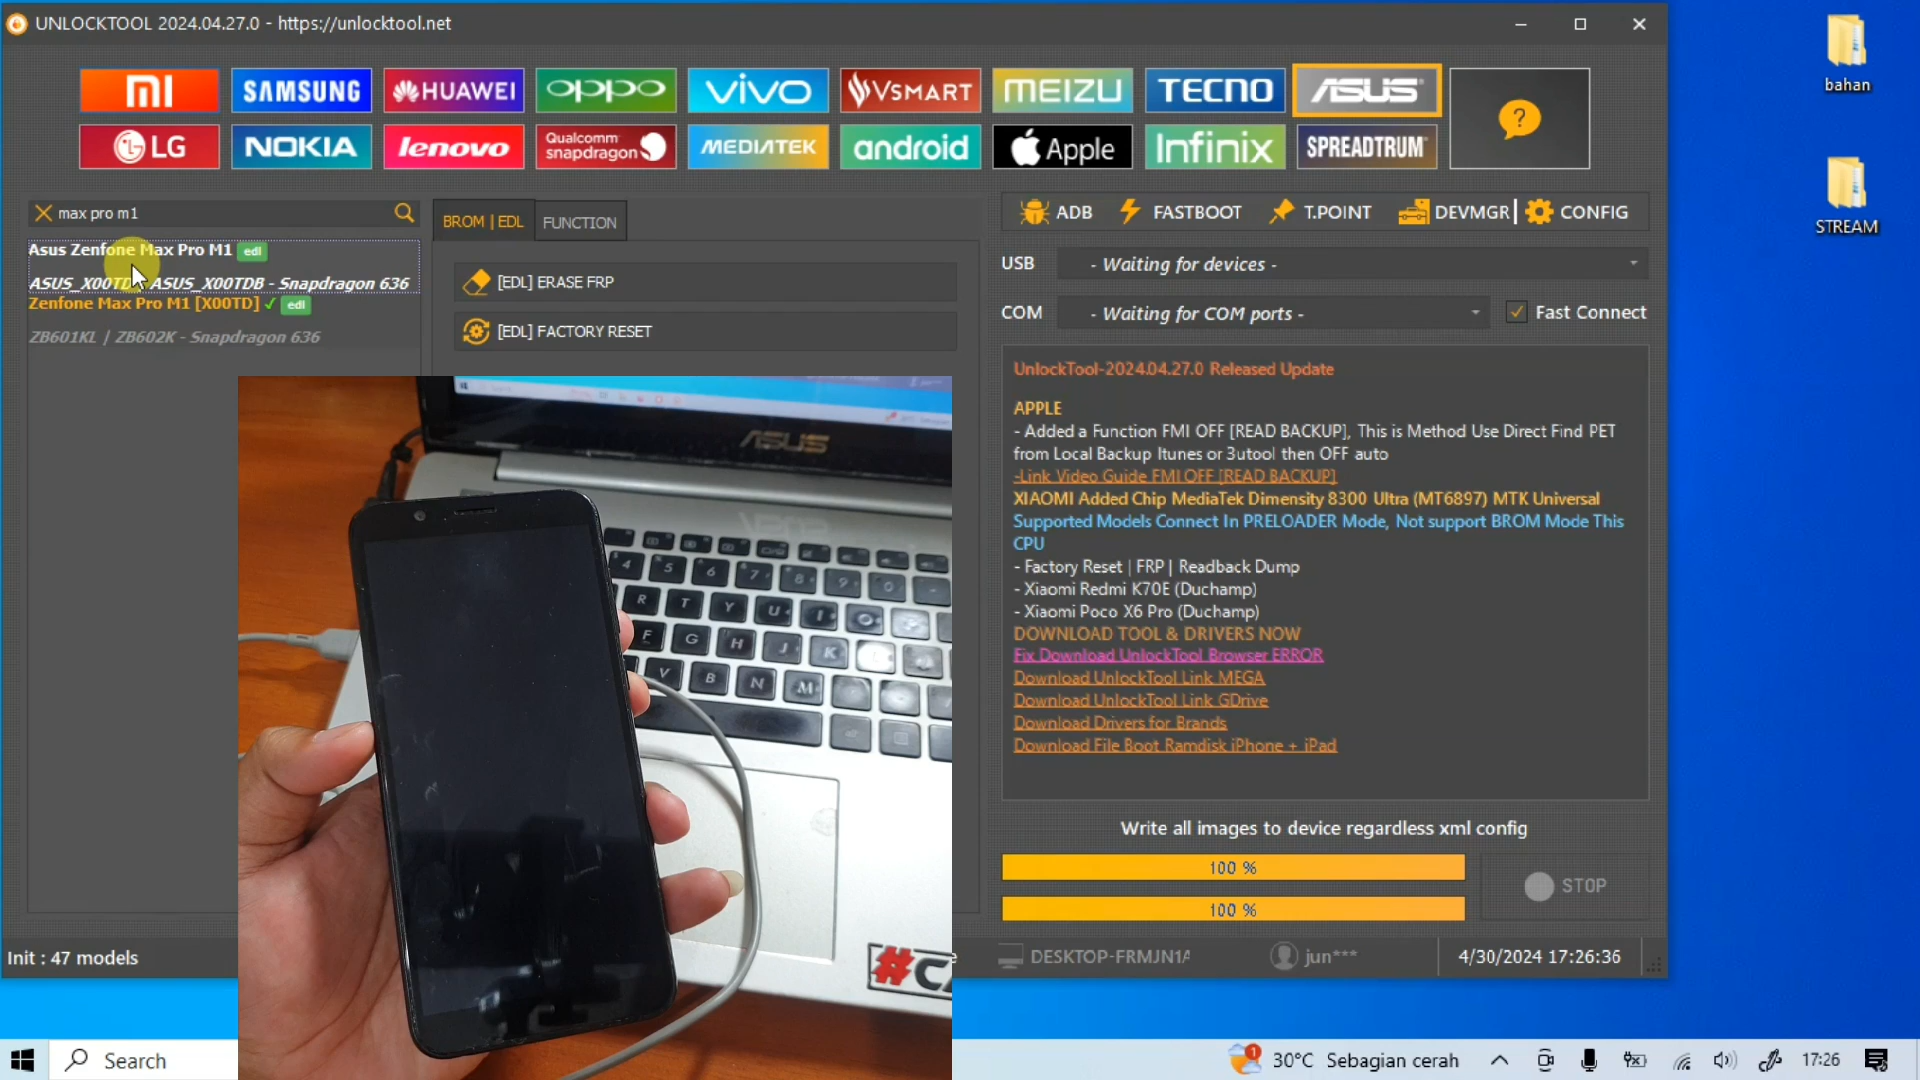 UNLOCKTOOL 2024.04.27.0 - https://unlocktool.net
bahan
SAMSUNG
HUAWEI
oppo
vivo
VSMART
MEIZU
TECNO
ASUS
?
LG
NOKIA
lenovo
Qualcomm
snapdragon
MEDIATEK
android
Apple
Infinix
SPREADTRUM
STREAM
max pro m1
BROM | EDL
FUNCTION
ADB
FASTBOOT
T.POINT
DEVMGR
CONFIG
Asus Zenfone Max Pro M1 edl
ASUS_X00TDB - Snapdragon 636
Zenfone Max Pro M1 [X00TD] ✓ edl
ZB601KL / ZB602K - Snapdragon 636
[EDL] ERASE FRP
[EDL] FACTORY RESET
USB - Waiting for devices -
COM - Waiting for COM ports - Fast Connect
UnlockTool-2024.04.27.0 Released Update
APPLE
- Added a Function FMI OFF [READ BACKUP], This is Method Use Direct Find PET
from Local Backup Itunes or 3utool then OFF auto
-Link Video Guide FMI OFF [READ BACKUP]
XIAOMI Added Chip MediaTek Dimensity 8300 Ultra (MT6897) MTK Universal
Supported Models Connect In PRELOADER Mode, Not support BROM Mode This
CPU
- Factory Reset | FRP | Readback Dump
- Xiaomi Redmi K70E (Duchamp)
- Xiaomi Poco X6 Pro (Duchamp)
DOWNLOAD TOOL & DRIVERS NOW
Fix Download UnlockTool Browser ERROR
Download UnlockTool Link MEGA
Download UnlockTool Link GDrive
Download Drivers for Brands
Download File Boot Ramdisk iPhone + iPad
Write all images to device regardless xml config
100 %
100 %
STOP
ASUS
Init : 47 models
DESKTOP-FRMJN1A
jun***
4/30/2024 17:26:36
Search
1
30°C Sebagian cerah
17:26